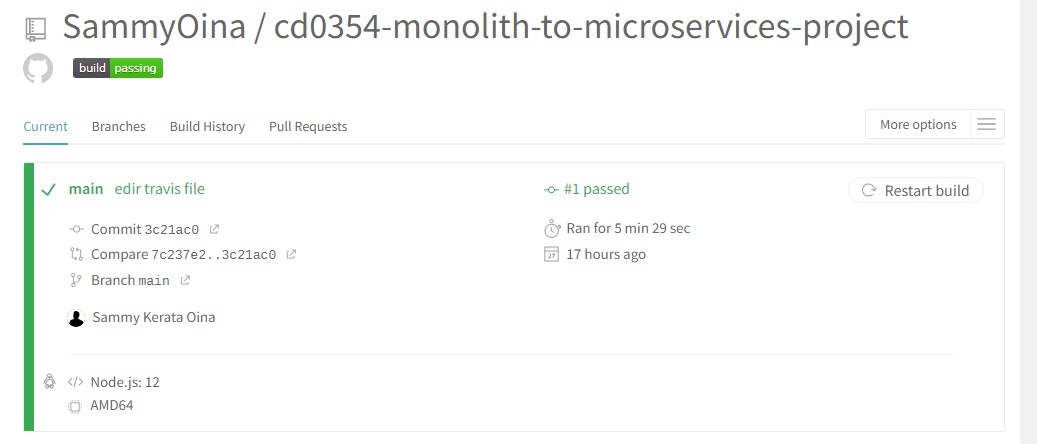 SammyOina / cd0354-monolith-to-microservices-project
build passing
Current Branches Build History Pull Requests More options
main edir travis file #1 passed Restart build
Commit 3c21ac0 Ran for 5 min 29 sec
Compare 7c237e2..3c21ac0 17 hours ago
Branch main
Sammy Kerata Oina
Node.js: 12
AMD64